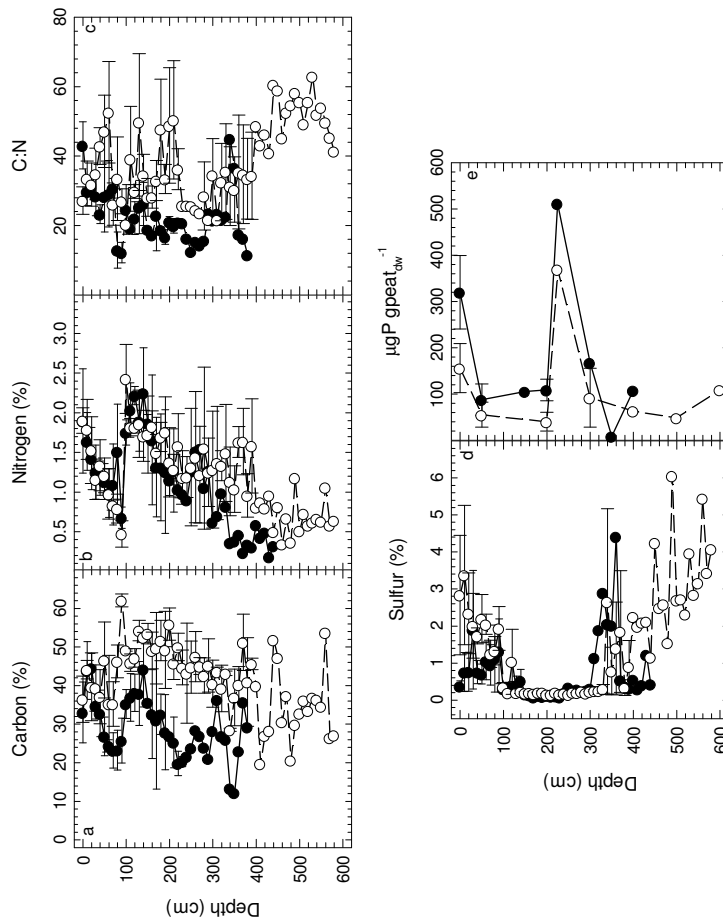 a
Carbon (%)
0 10 20 30 40 50 60
b
Nitrogen (%)
0.5 1.0 1.5 2.0 2.5 3.0
c
C:N
20 40 60 80
Depth (cm)
0 100 200 300 400 500 600
d
Sulfur (%)
0 1 2 3 4 5 6
e
µgP gpeat_dw^-1
100 200 300 400 500 600
Depth (cm)
0 100 200 300 400 500 600